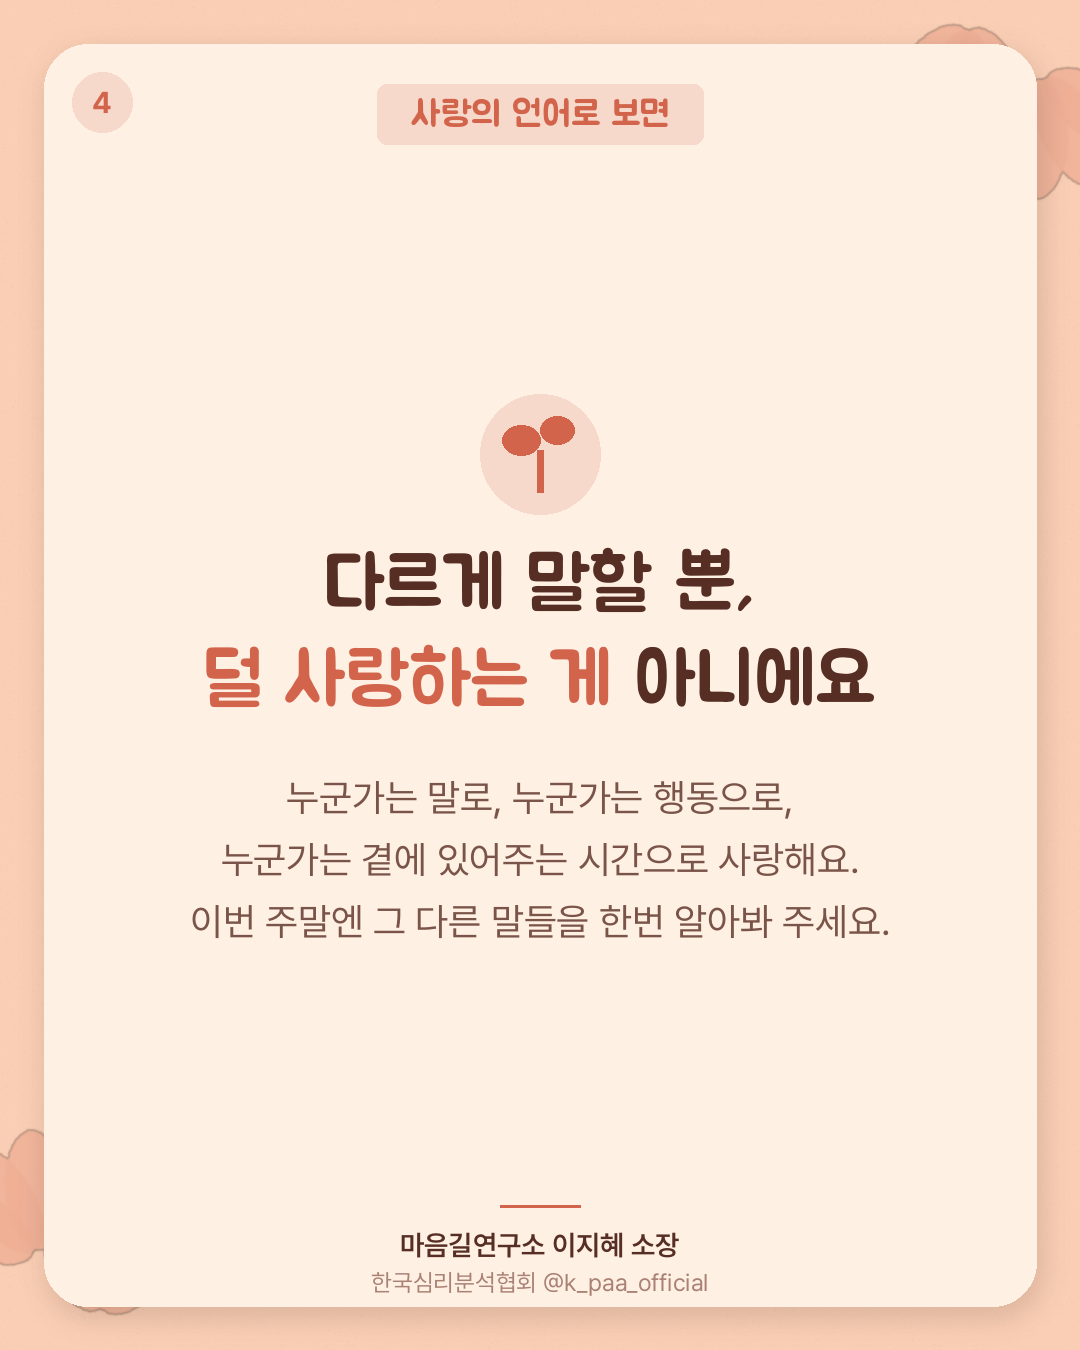 4
사랑의 언어로 보면
다르게 말할 뿐,
덜 사랑하는 게 아니에요
누군가는 말로, 누군가는 행동으로,
누군가는 곁에 있어주는 시간으로 사랑해요.
이번 주말엔 그 다른 말들을 한번 알아봐 주세요.
마음길연구소 이지혜 소장
한국심리분석협회 @k_paa_official